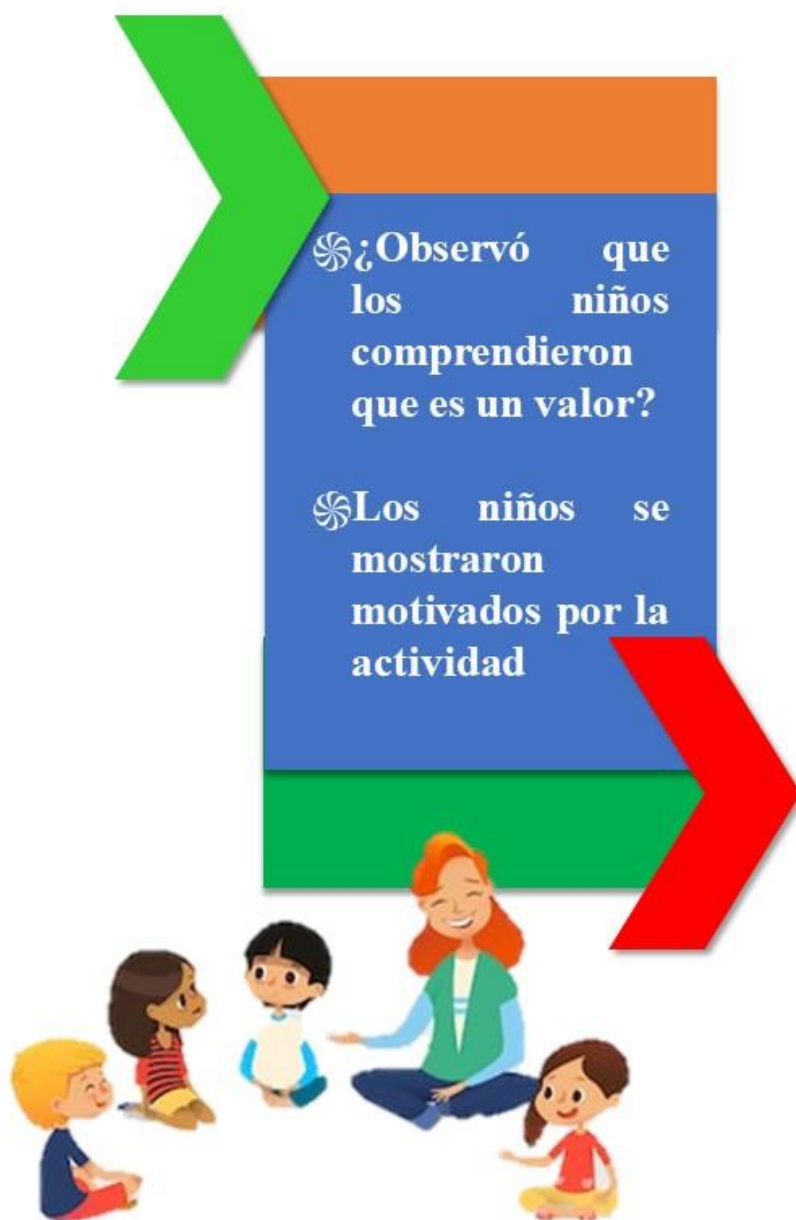 ¿Observó que
los niños
comprendieron
que es un valor?
Los niños se
mostraron
motivados por la
actividad